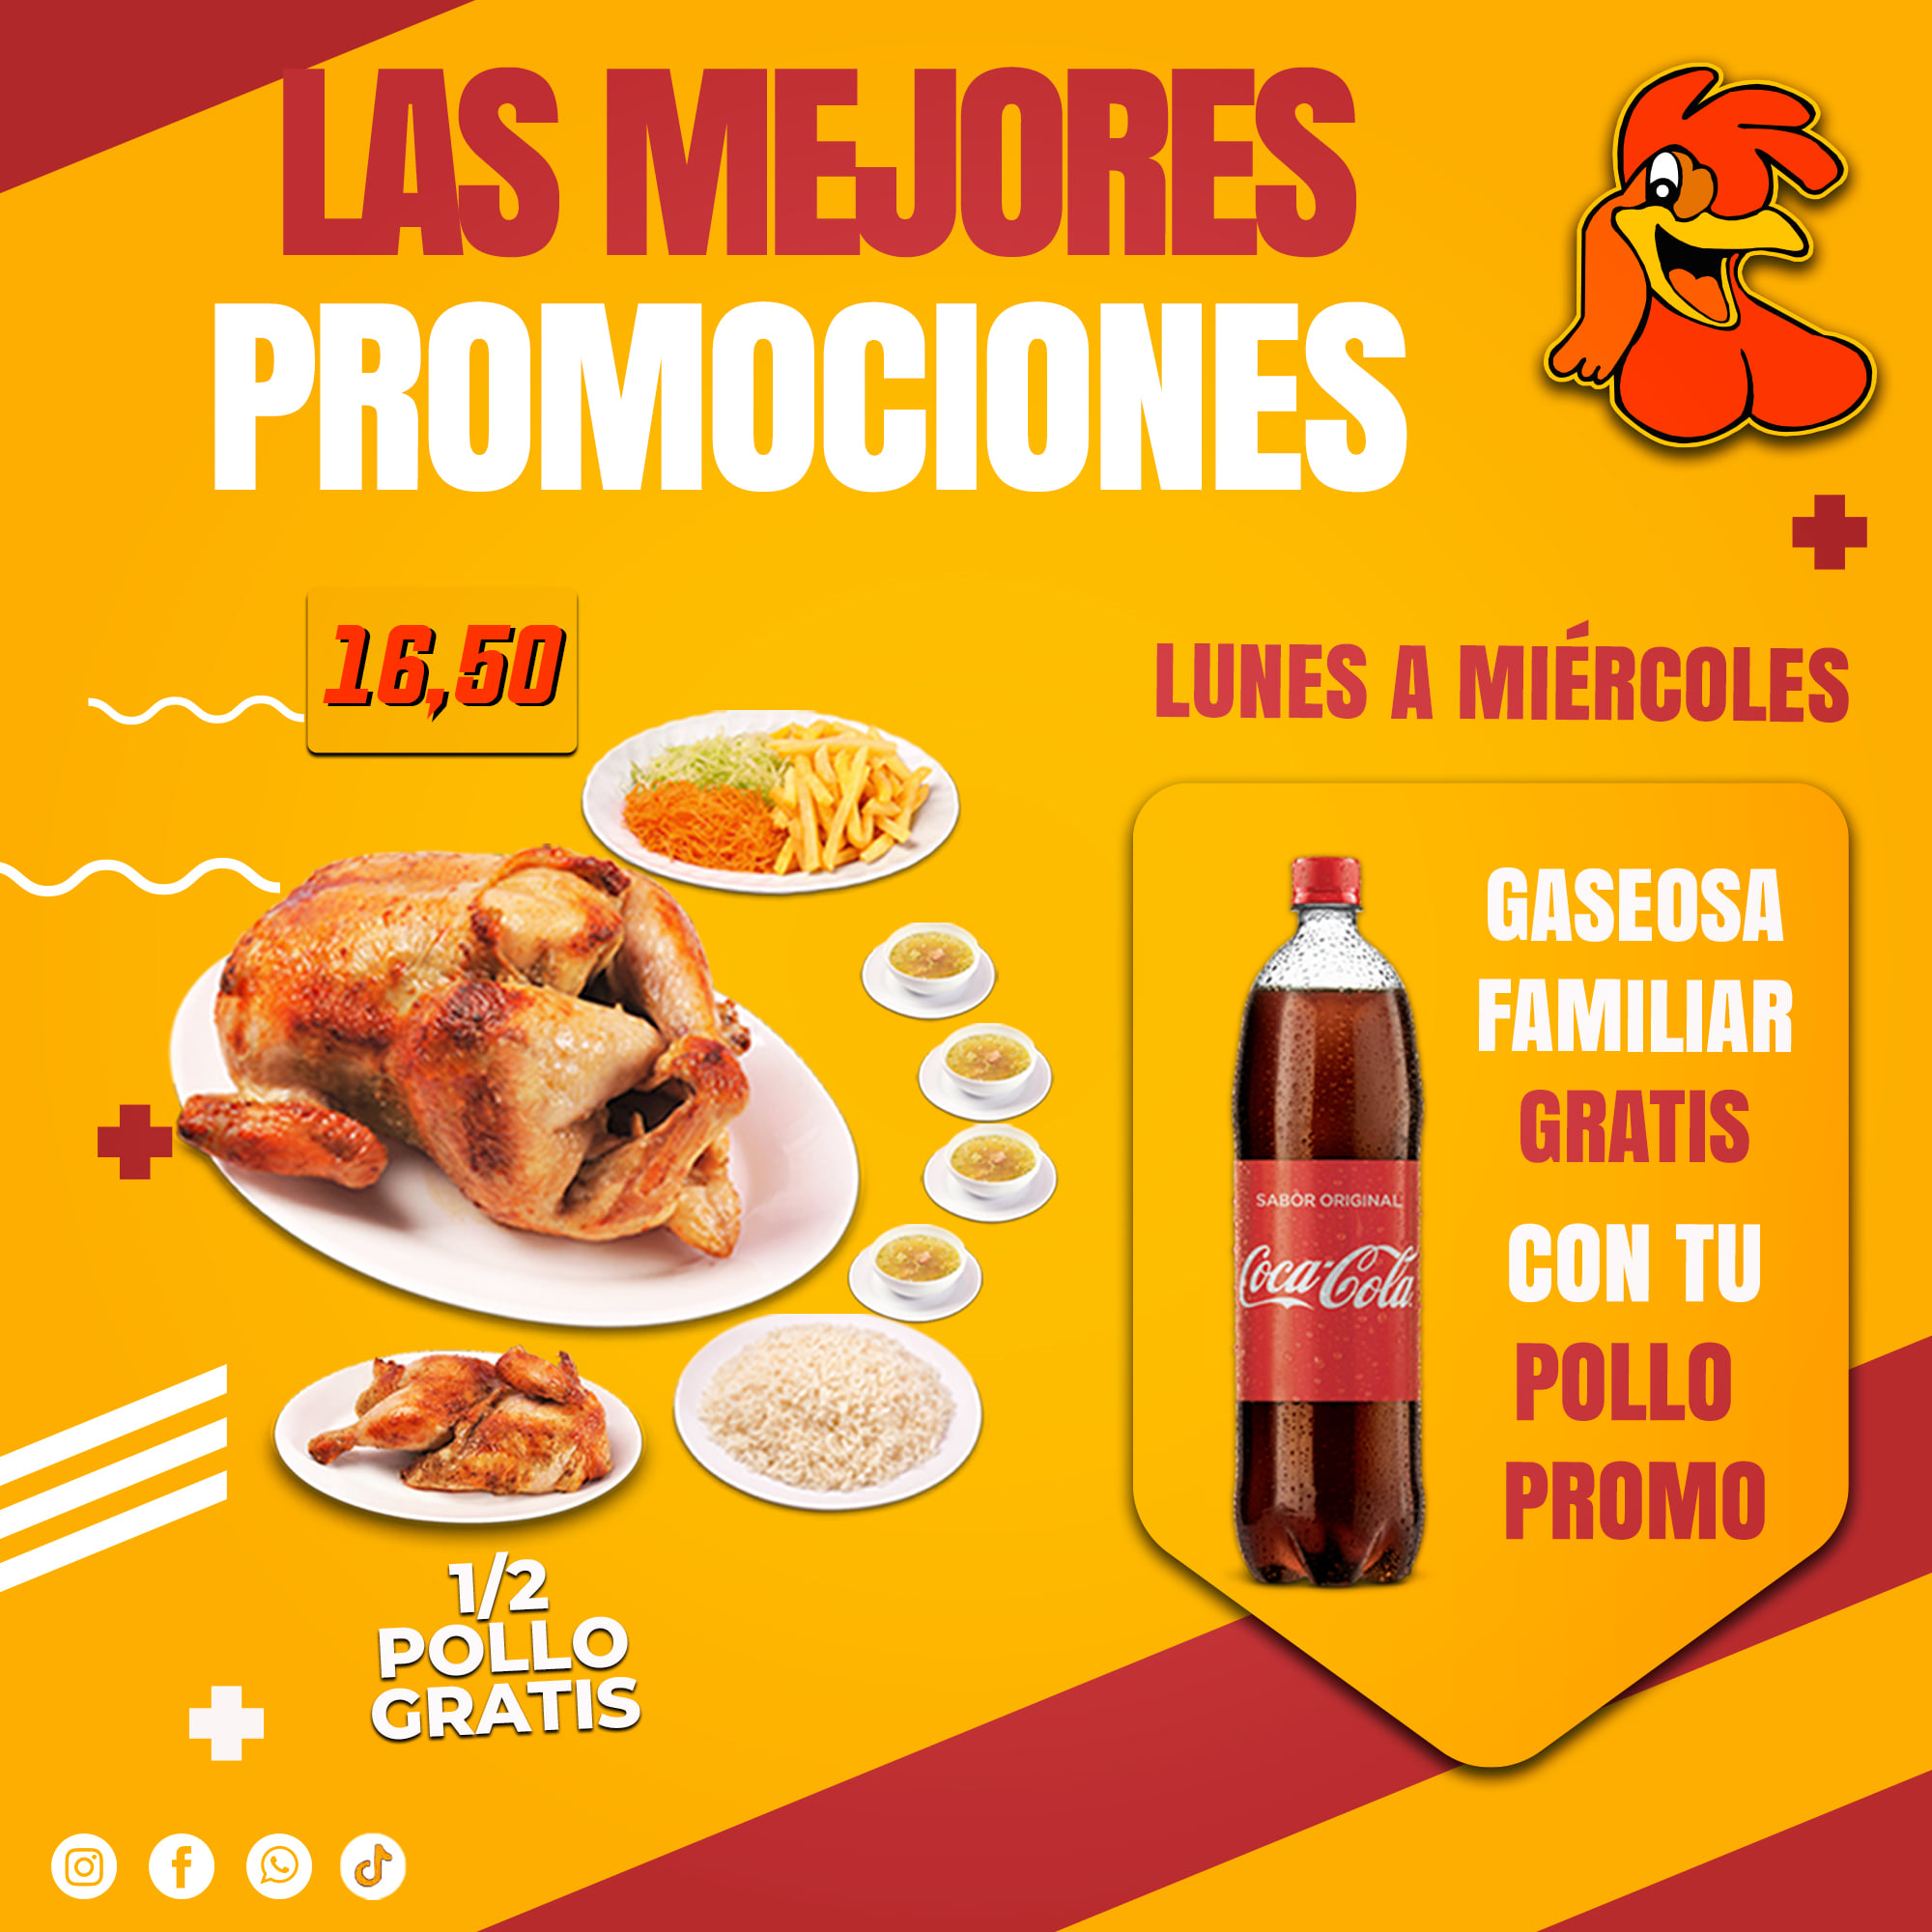 LAS MEJORES
PROMOCIONES
16,50
LUNES A MIÉRCOLES
GASEOSA
FAMILIAR
GRATIS
CON TU
POLLO
PROMO
SABOR ORIGINAL
Coca-Cola
1/2
POLLO
GRATIS